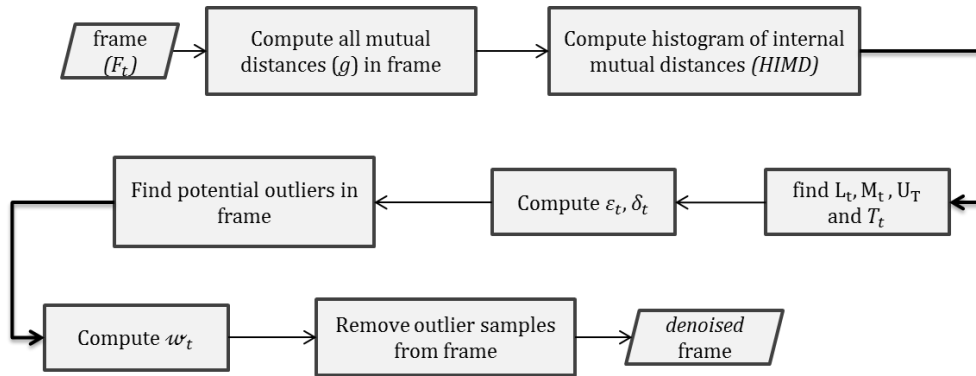 frame
(F_t)
Compute all mutual
distances (g) in frame
Compute histogram of internal
mutual distances (HIMD)
find L_t, M_t, U_T
and T_t
Compute ε_t, δ_t
Find potential outliers in
frame
Compute 𝓌_t
Remove outlier samples
from frame
denoised
frame